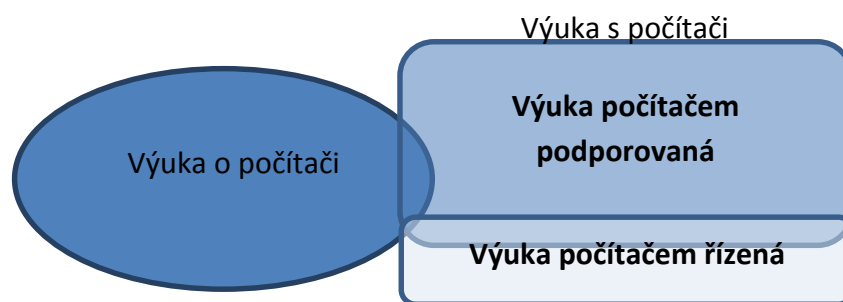 Výuka s počítači
Výuka počítačem
podporovaná
Výuka o počítači
Výuka počítačem řízená